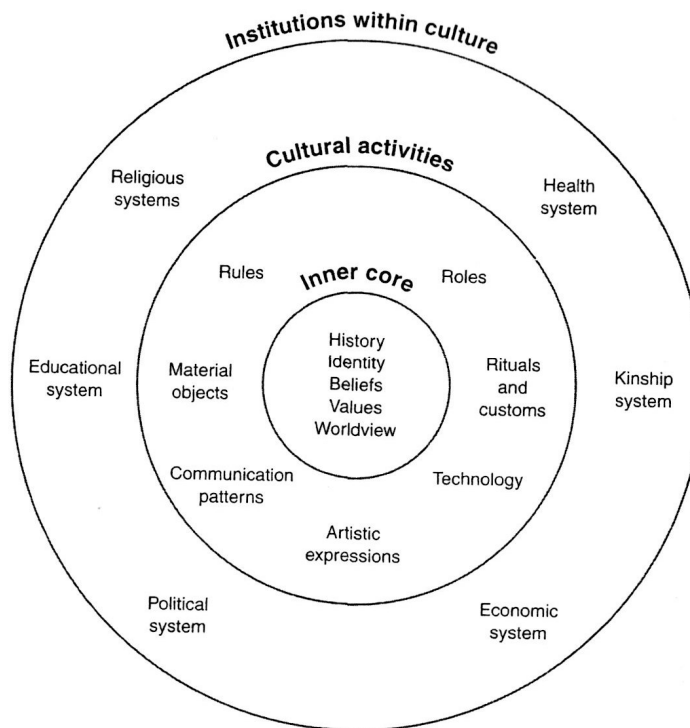 Institutions within culture
Cultural activities
Religious
systems
Health
system
Rules
Inner core
Roles
History
Identity
Beliefs
Values
Worldview
Educational
system
Material
objects
Rituals
and
customs
Kinship
system
Communication
patterns
Technology
Artistic
expressions
Political
system
Economic
system